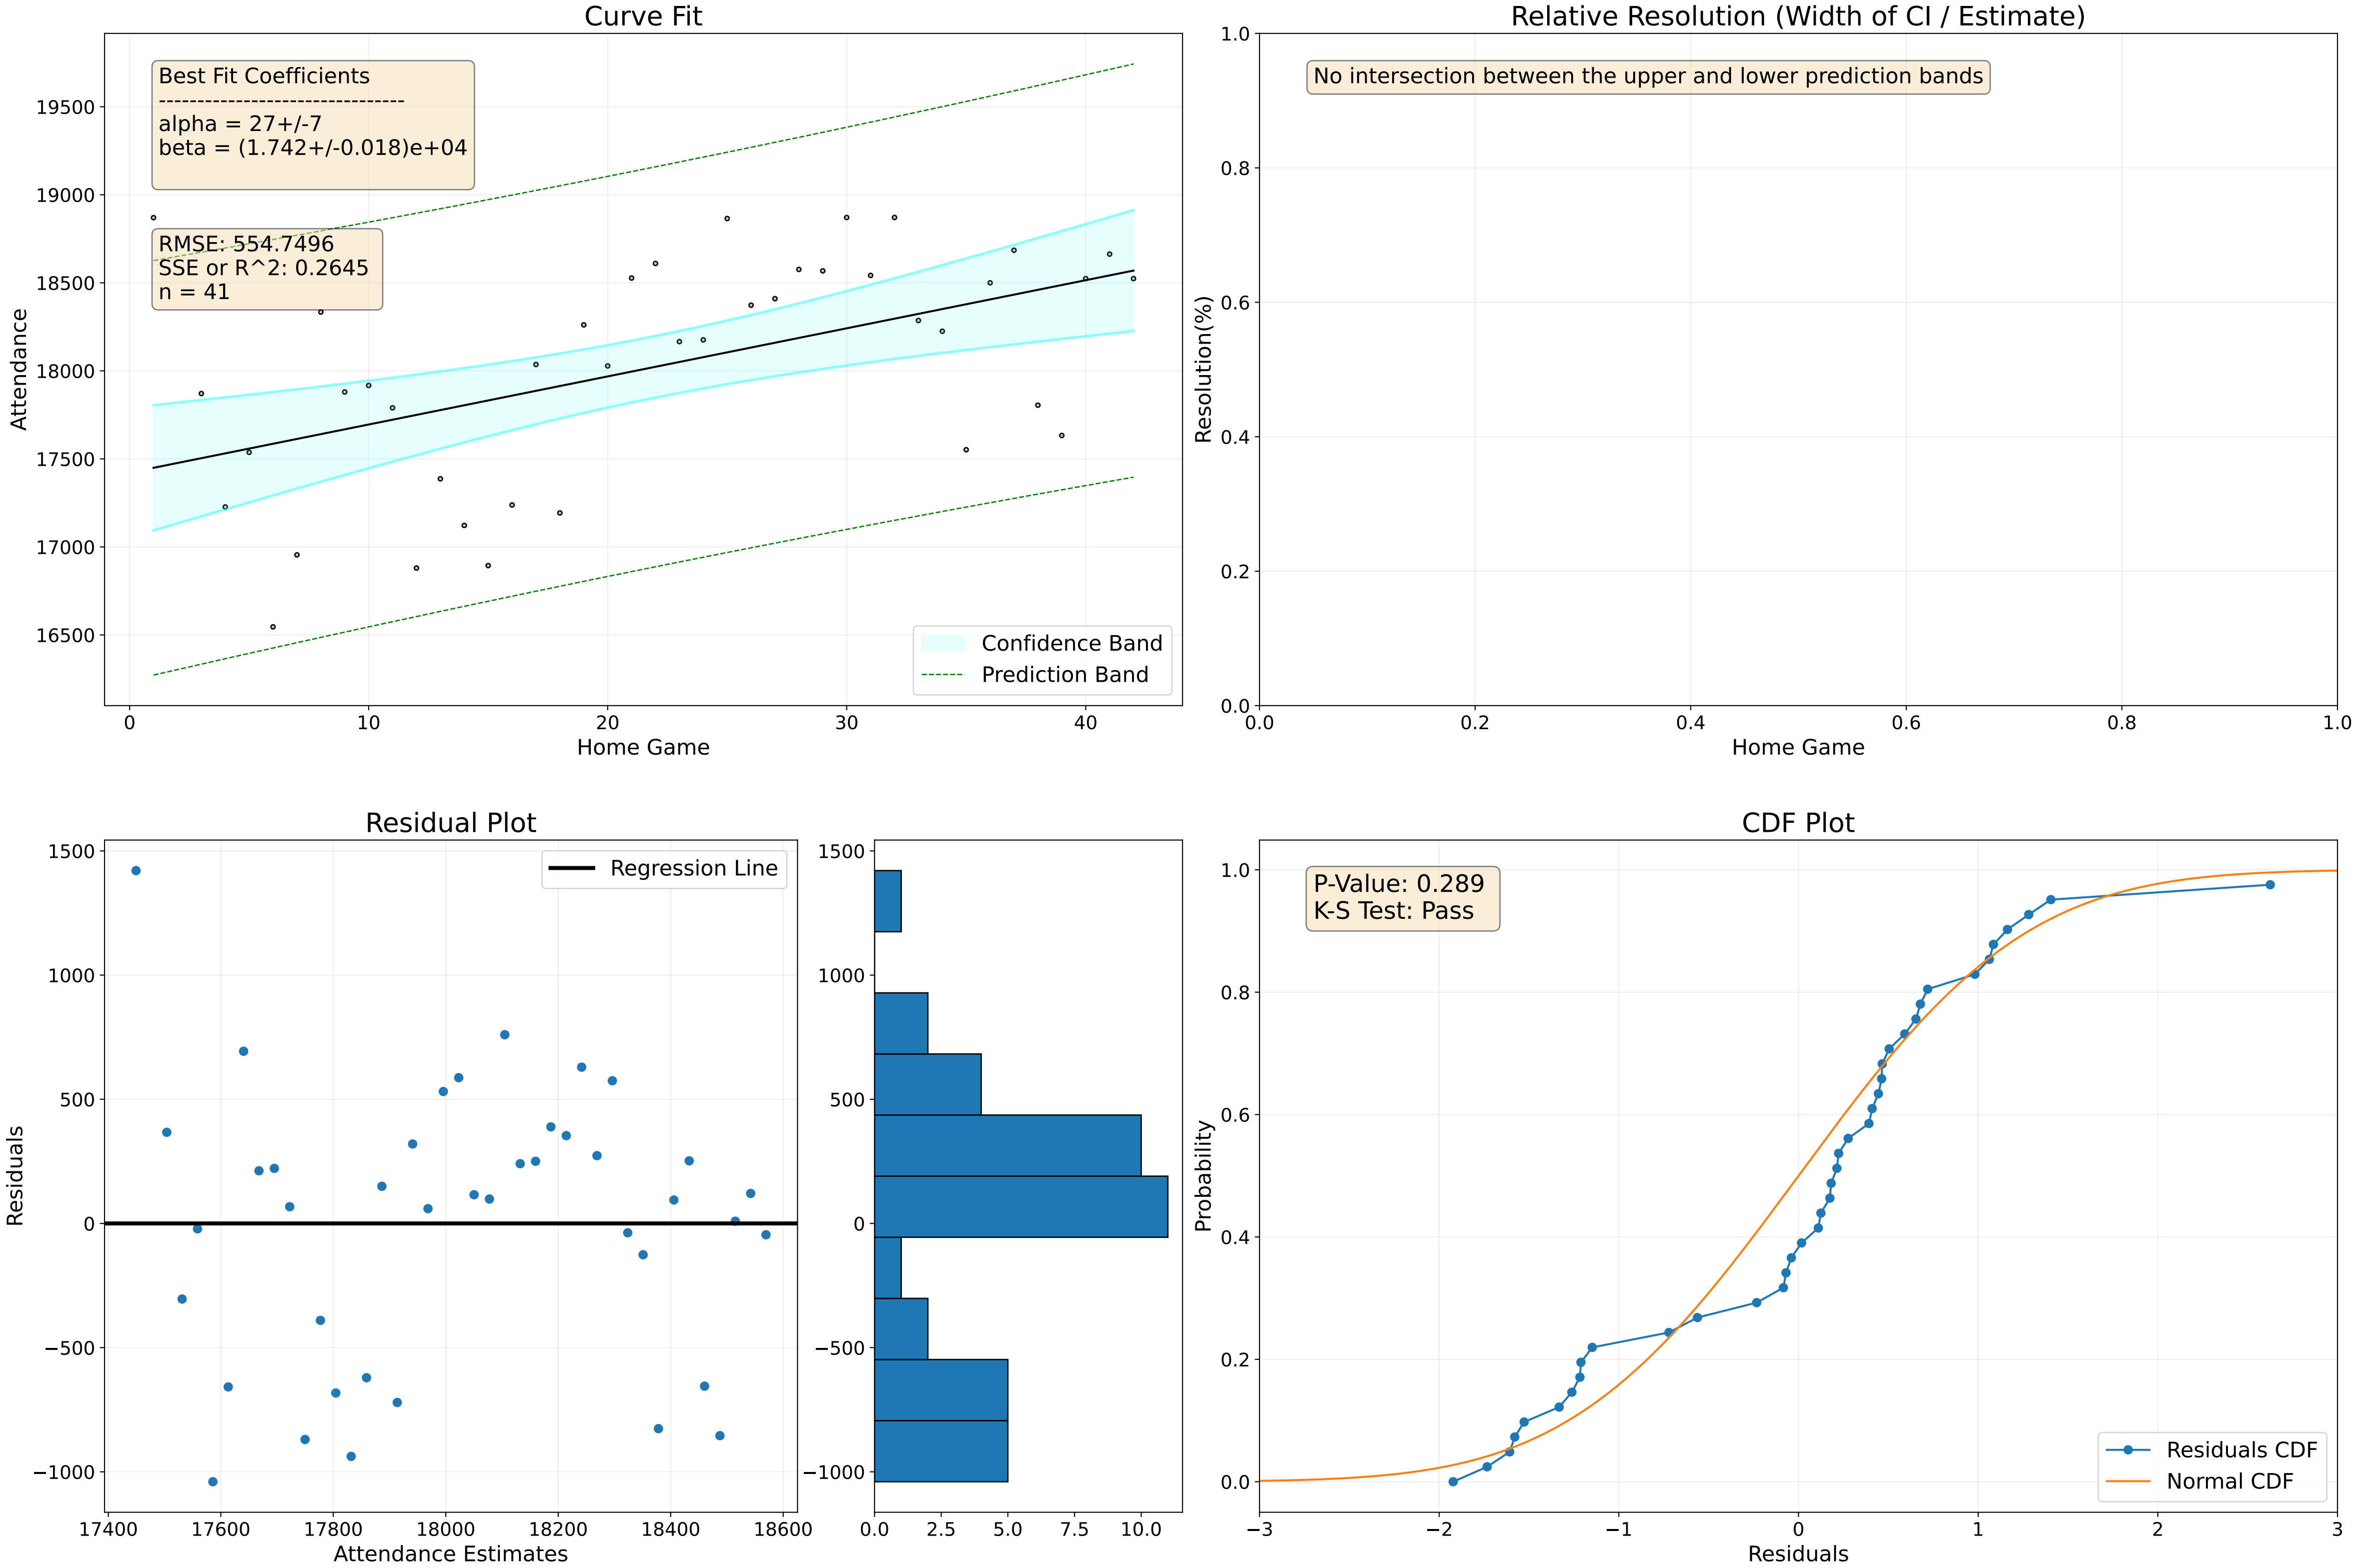 Curve Fit
Best Fit Coefficients
--------------------------------
alpha = 27+/-7
beta = (1.742+/-0.018)e+04
RMSE: 554.7496
SSE or R^2: 0.2645
n = 41
19500
19000
18500
18000
17500
17000
16500
Attendance
Confidence Band
Prediction Band
0
10
20
30
40
Home Game
Relative Resolution (Width of CI / Estimate)
No intersection between the upper and lower prediction bands
1.0
0.8
0.6
0.4
0.2
0.0
Resolution(%)
0.0
0.2
0.4
0.6
0.8
1.0
Home Game
Residual Plot
Regression Line
1500
1000
500
0
−500
−1000
Residuals
17400
17600
17800
18000
18200
18400
18600
Attendance Estimates
1500
1000
500
0
−500
−1000
0.0
2.5
5.0
7.5
10.0
CDF Plot
P-Value: 0.289
K-S Test: Pass
1.0
0.8
0.6
0.4
0.2
0.0
Probability
Residuals CDF
Normal CDF
−3
−2
−1
0
1
2
3
Residuals